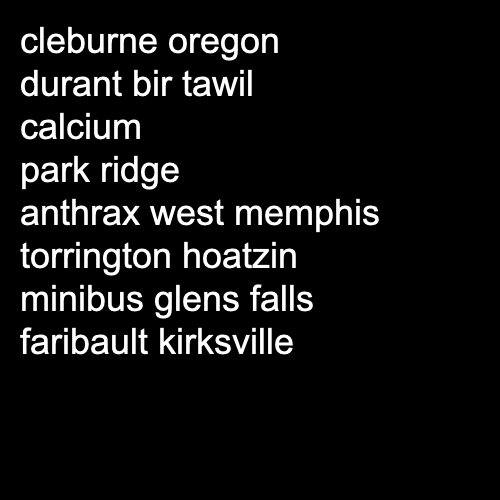 cleburne oregon
durant bir tawil
calcium
park ridge
anthrax west memphis
torrington hoatzin
minibus glens falls
faribault kirksville